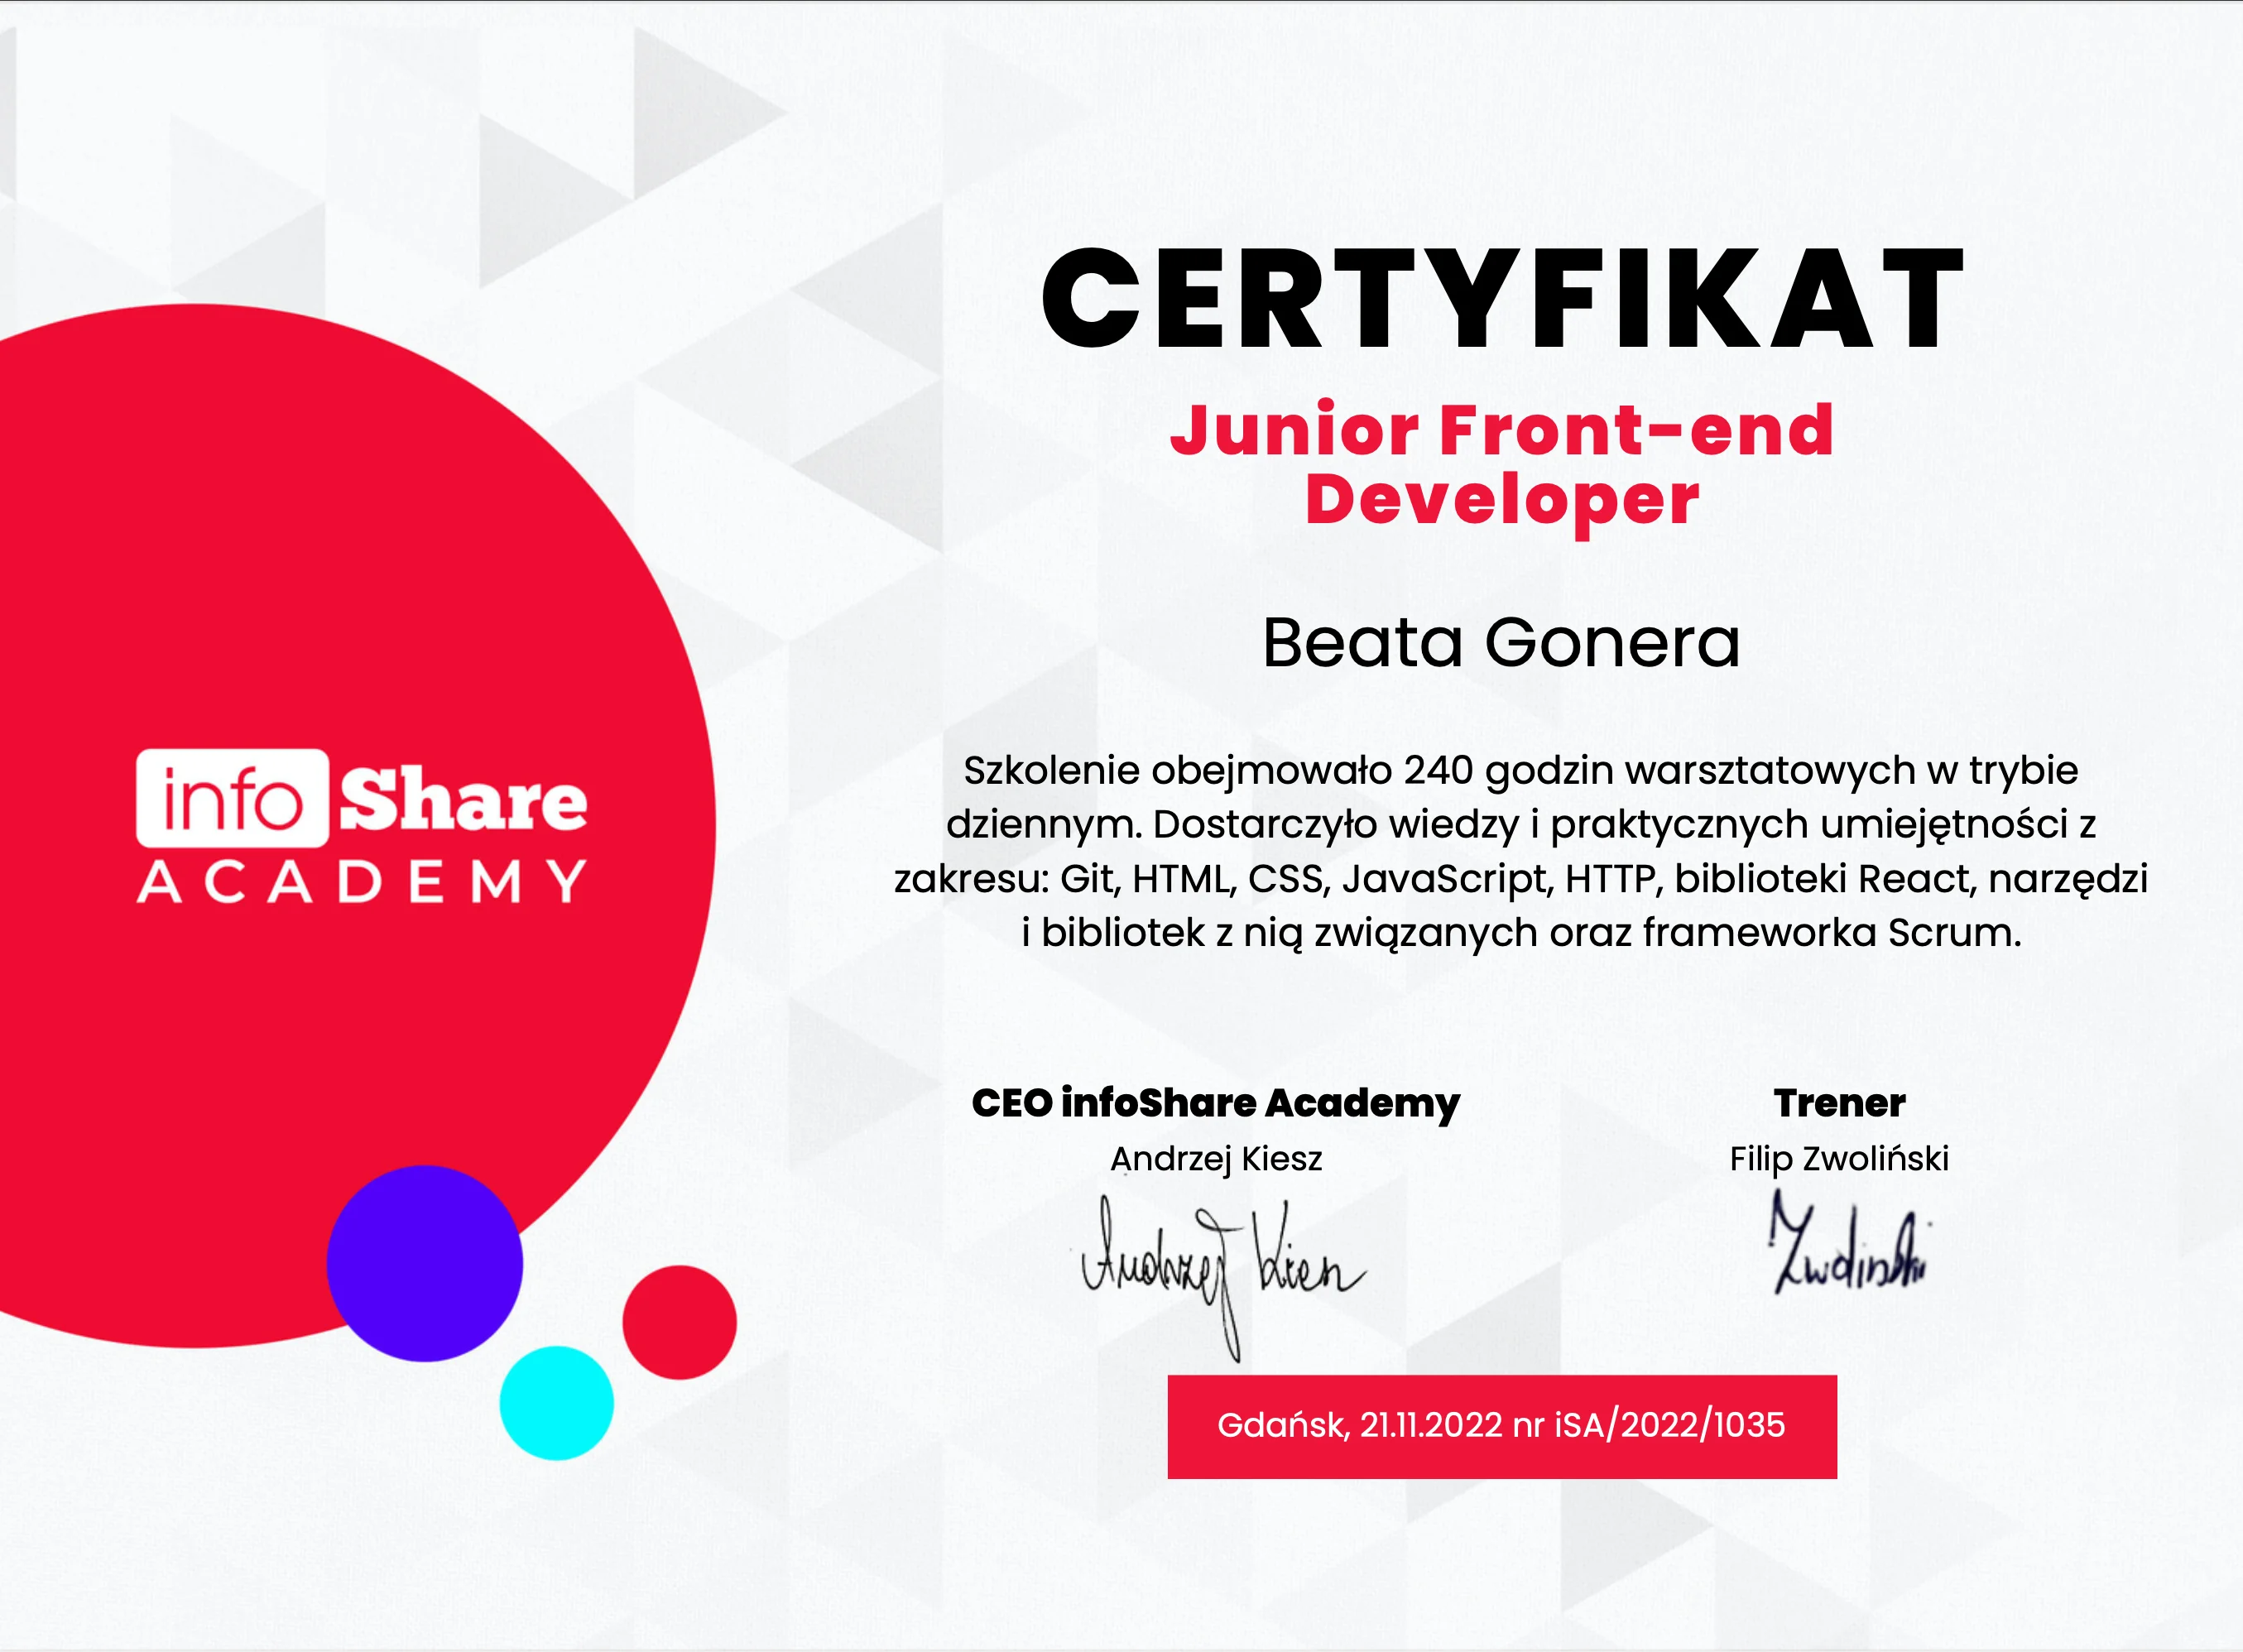 CERTYFIKAT
Junior Front-end
Developer
Beata Gonera
info Share
ACADEMY
Szkolenie obejmowało 240 godzin warsztatowych w trybie
dziennym. Dostarczyło wiedzy i praktycznych umiejętności z
zakresu: Git, HTML, CSS, JavaScript, HTTP, biblioteki React, narzędzi
i bibliotek z nią związanych oraz frameworka Scrum.
CEO infoShare Academy
Andrzej Kiesz
Andrzej Kiesz
Trener
Filip Zwoliński
Zwoliński
Gdańsk, 21.11.2022 nr iSA/2022/1035